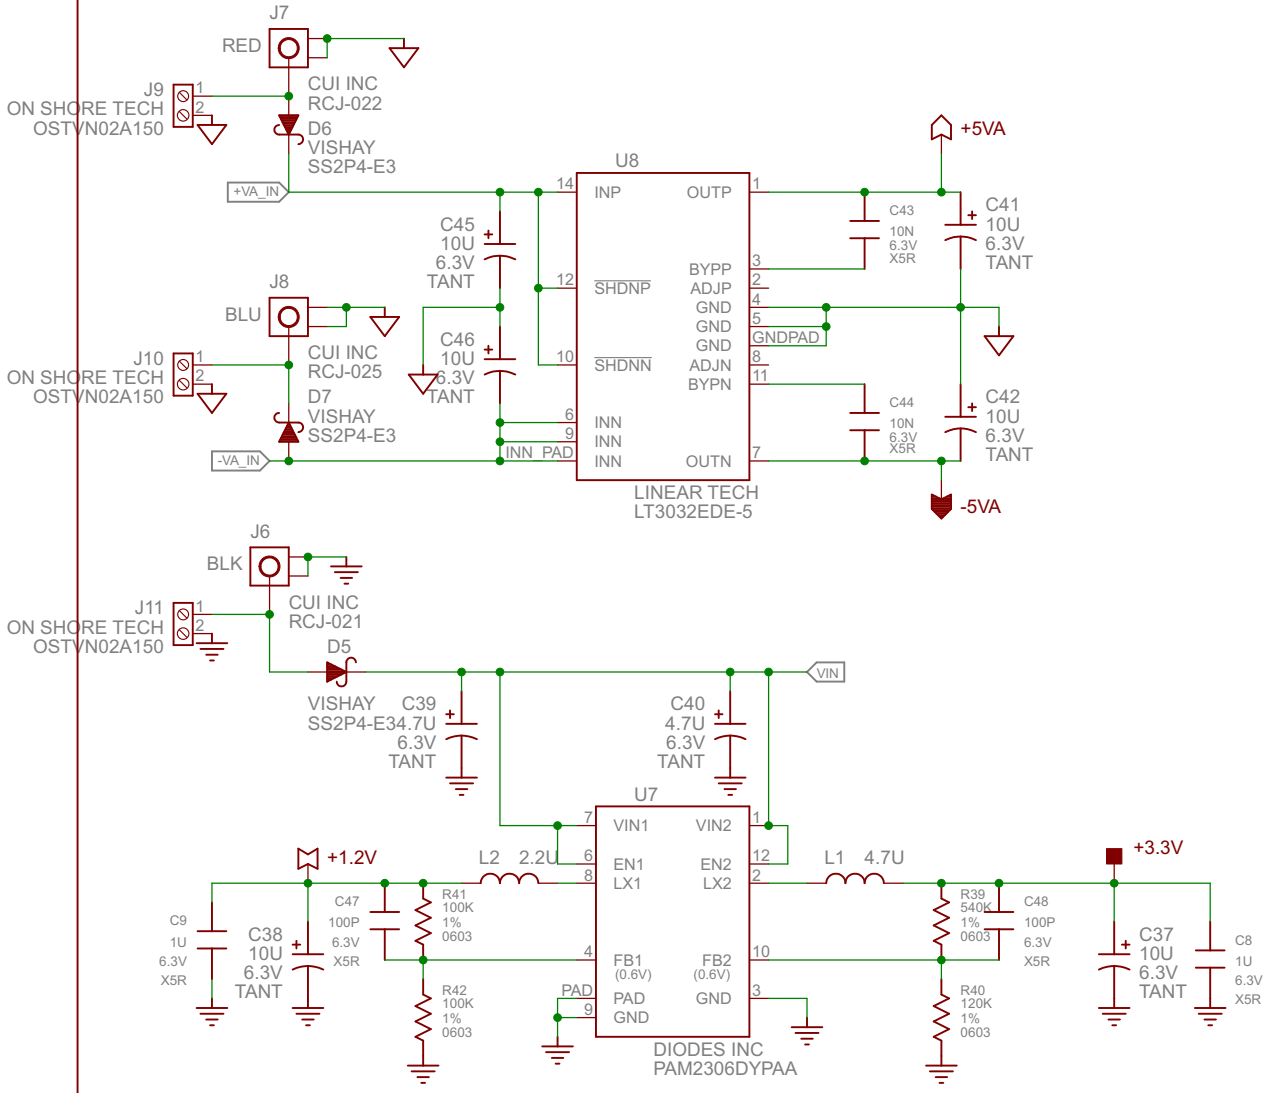 J7
RED
CUI INC
RCJ-022
J9
1
2
ON SHORE TECH
OSTVN02A150
D6
VISHAY
SS2P4-E3
+VA_IN
J8
BLU
CUI INC
RCJ-025
J10
1
2
ON SHORE TECH
OSTVN02A150
D7
VISHAY
SS2P4-E3
-VA_IN
C45
10U
6.3V
TANT
C46
10U
6.3V
TANT
U8
14 INP
12 SHDNP
10 SHDNN
6 INN
9 INN
INN PAD INN
OUTP 1
BYPP 3
ADJP 2
GND 4
GND 5
GND GNDPAD
ADJN 8
BYPN 11
OUTN 7
LINEAR TECH
LT3032EDE-5
C43
10N
6.3V
X5R
C41
10U
6.3V
TANT
+5VA
C44
10N
6.3V
X5R
C42
10U
6.3V
TANT
-5VA
J6
BLK
CUI INC
RCJ-021
J11
1
2
ON SHORE TECH
OSTVN02A150
D5
VISHAY
SS2P4-E3
C39
4.7U
6.3V
TANT
C40
4.7U
6.3V
TANT
VIN
U7
7 VIN1
6 EN1
8 LX1
4 FB1
(0.6V)
PAD PAD
9 GND
VIN2 1
EN2 12
LX2 2
FB2 10
(0.6V)
GND 3
DIODES INC
PAM2306DYPAA
+1.2V
L2 2.2U
C9
1U
6.3V
X5R
C38
10U
6.3V
TANT
C47
100P
6.3V
X5R
R41
100K
1%
0603
R42
100K
1%
0603
L1 4.7U
+3.3V
R39
540K
1%
0603
C48
100P
6.3V
X5R
R40
120K
1%
0603
C37
10U
6.3V
TANT
C8
1U
6.3V
X5R